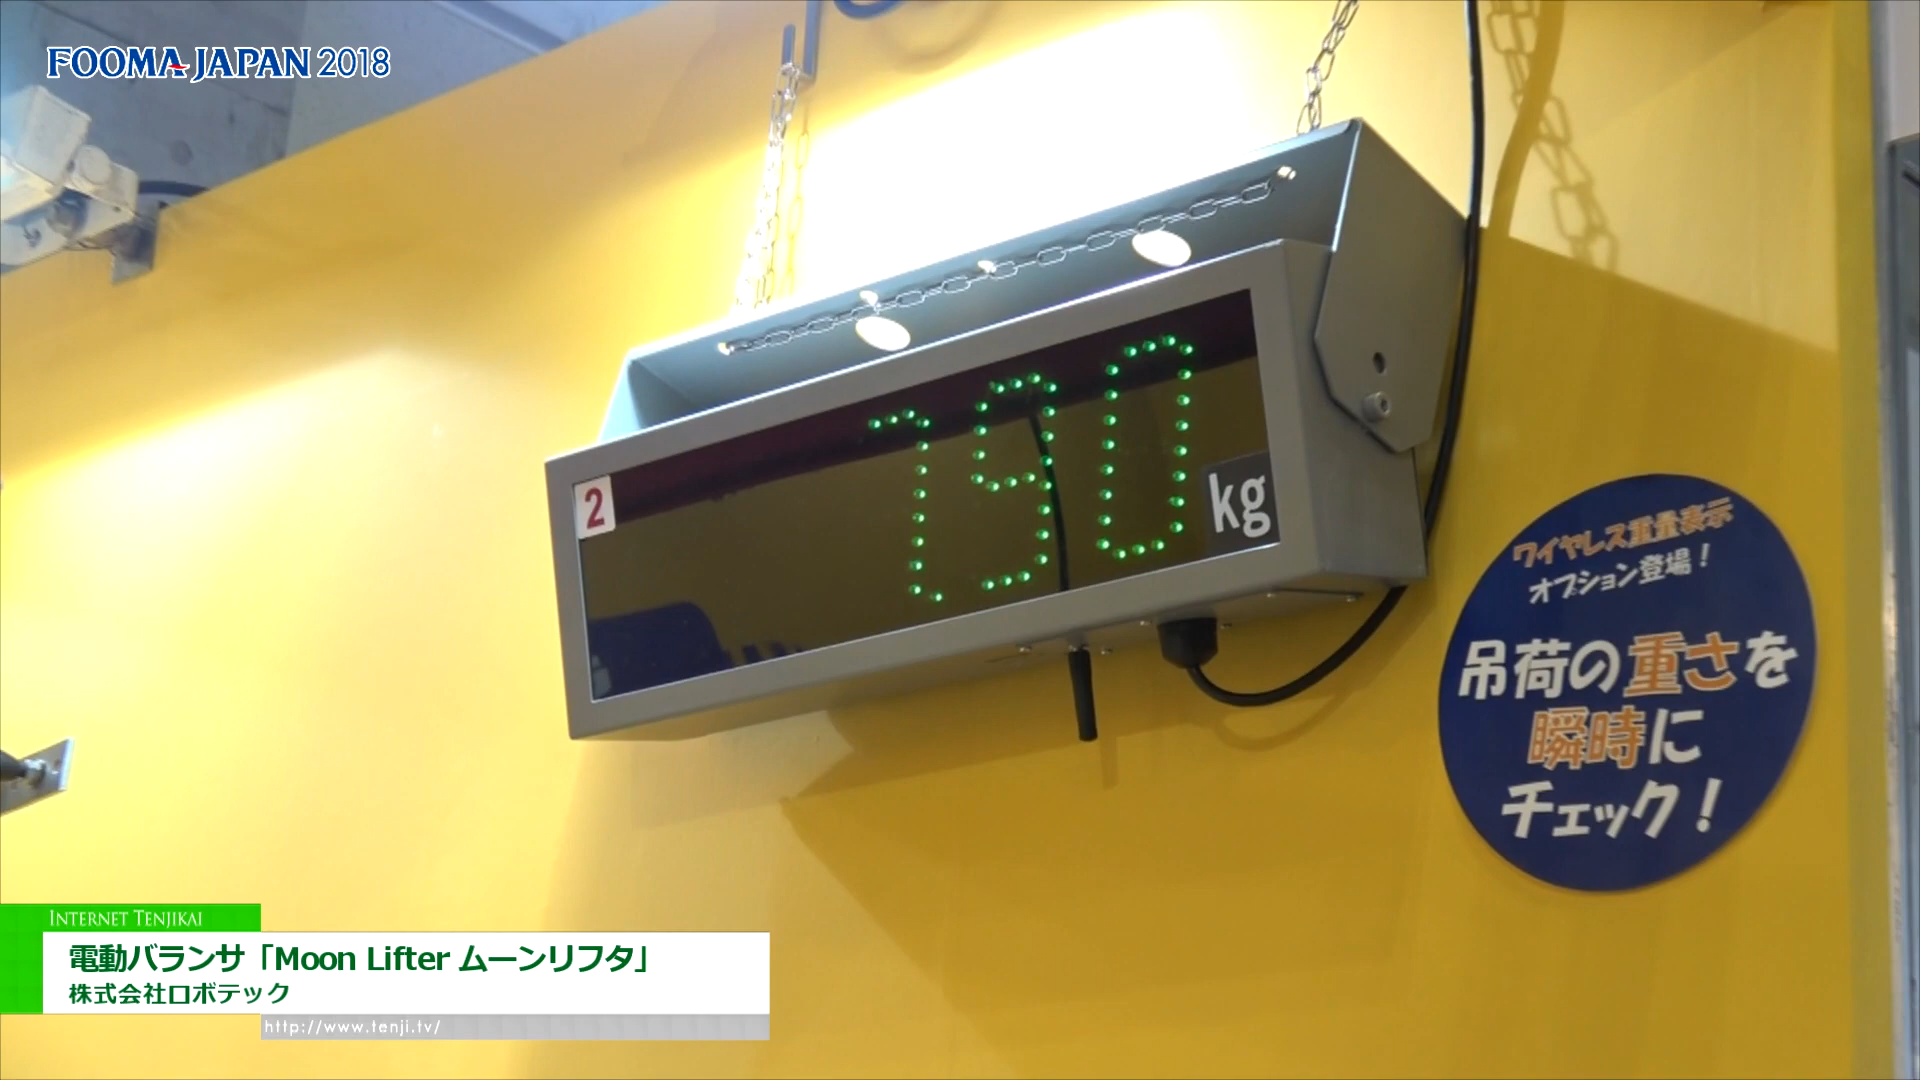 FOOMA JAPAN 2018
7.90
2
kg
ワイヤレス重量表示
オプション登場！
吊荷の重さを
瞬時に
チェック！
INTERNET TENJIKAI
電動バランサ「Moon Lifter ムーンリフタ」
株式会社ロボテック
http://www.tenji.tv/